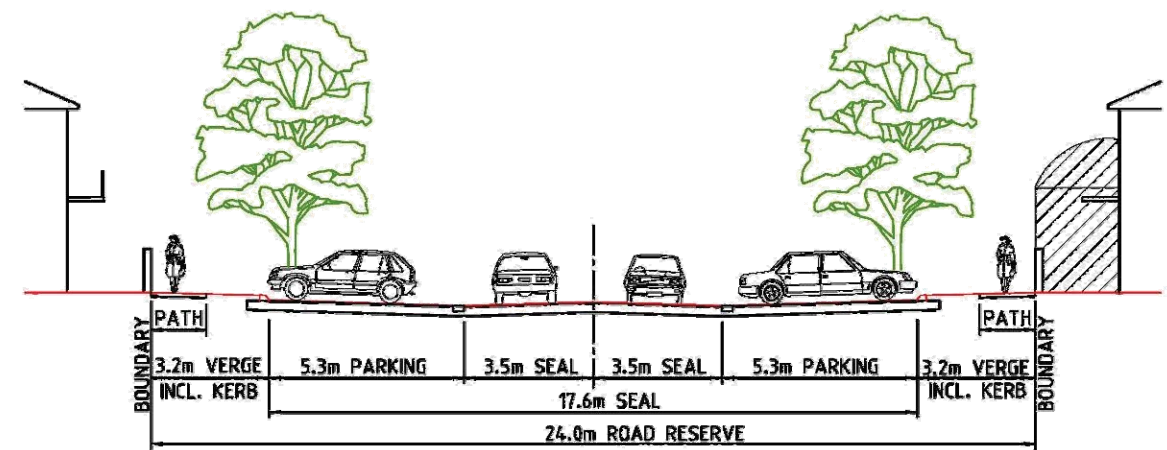 PATH
PATH
BOUNDARY
3.2m VERGE
INCL. KERB
5.3m PARKING
3.5m SEAL
3.5m SEAL
5.3m PARKING
3.2m VERGE
INCL. KERB
BOUNDARY
17.6m SEAL
24.0m ROAD RESERVE